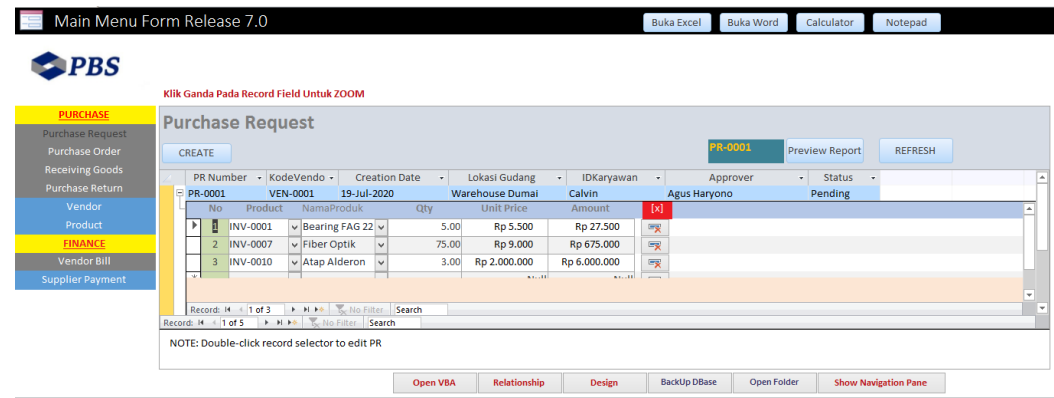 Main Menu Form Release 7.0 Buka Excel Buka Word Calculator Notepad
PBS
Klik Ganda Pada Record Field Untuk ZOOM
PURCHASE
Purchase Request
Purchase Order
Receiving Goods
Purchase Return
Vendor
Product
FINANCE
Vendor Bill
Supplier Payment
Purchase Request
CREATE PR-0001 Preview Report REFRESH
PR Number KodeVendo Creation Date Lokasi Gudang IDKaryawan Approver Status
PR-0001 VEN-0001 19-Jul-2020 Warehouse Dumai Calvin Agus Haryono Pending
No Product NamaProduk Qty Unit Price Amount [x]
1 INV-0001 Bearing FAG 22 5.00 Rp 5.500 Rp 27.500
2 INV-0007 Fiber Optik 75.00 Rp 9.000 Rp 675.000
3 INV-0010 Atap Alderon 3.00 Rp 2.000.000 Rp 6.000.000
Null Null
Record: 1 of 3 No Filter Search
Record: 1 of 5 No Filter Search
NOTE: Double-click record selector to edit PR
Open VBA Relationship Design BackUp DBase Open Folder Show Navigation Pane